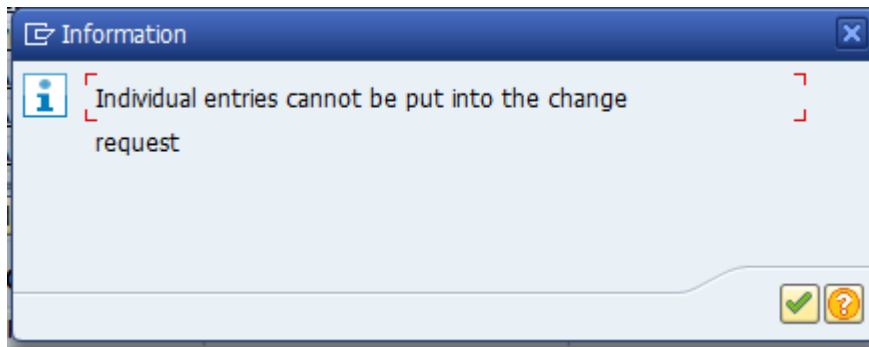 Information
Individual entries cannot be put into the change
request